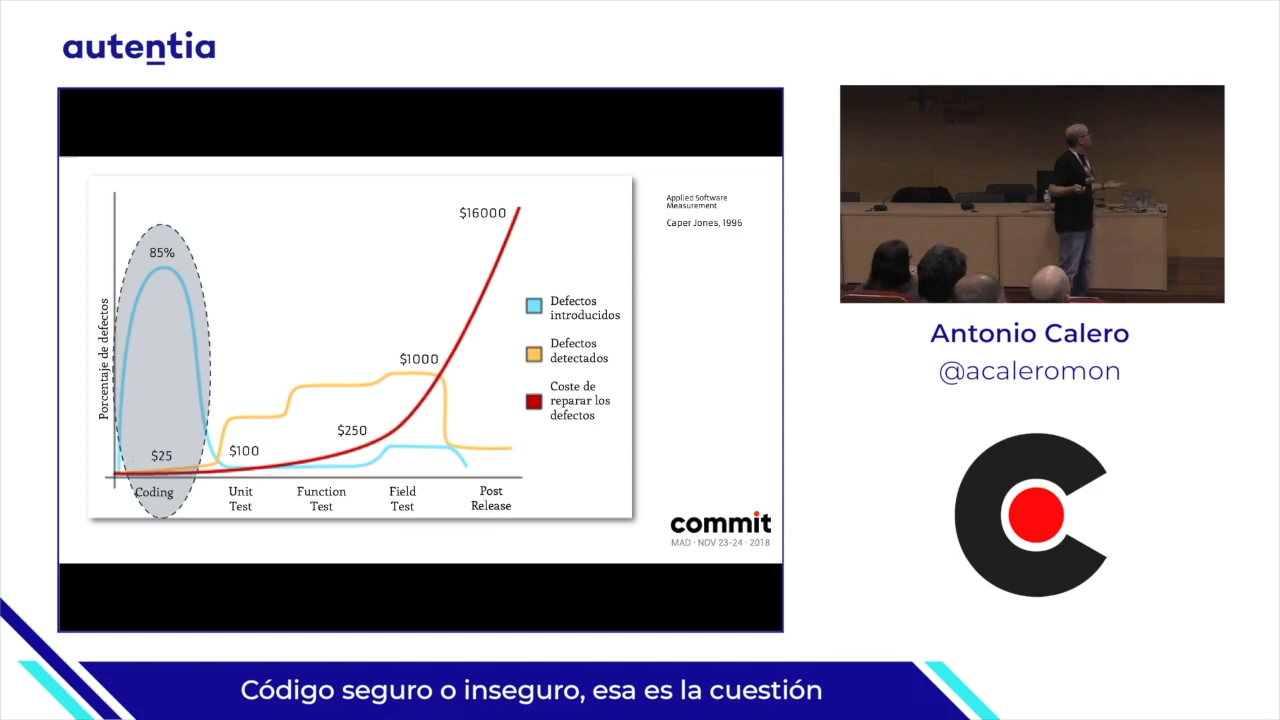 autentia
$16000
85%
$1000
$250
$100
$25
Porcentaje de defectos
Coding
Unit
Test
Function
Test
Field
Test
Post
Release
Defectos
introducidos
Defectos
detectados
Coste de
reparar los
defectos
Applied Software
Measurement
Caper Jones, 1996
commit
MAD · NOV 23-24 · 2018
Antonio Calero
@acaleromon
Código seguro o inseguro, esa es la cuestión